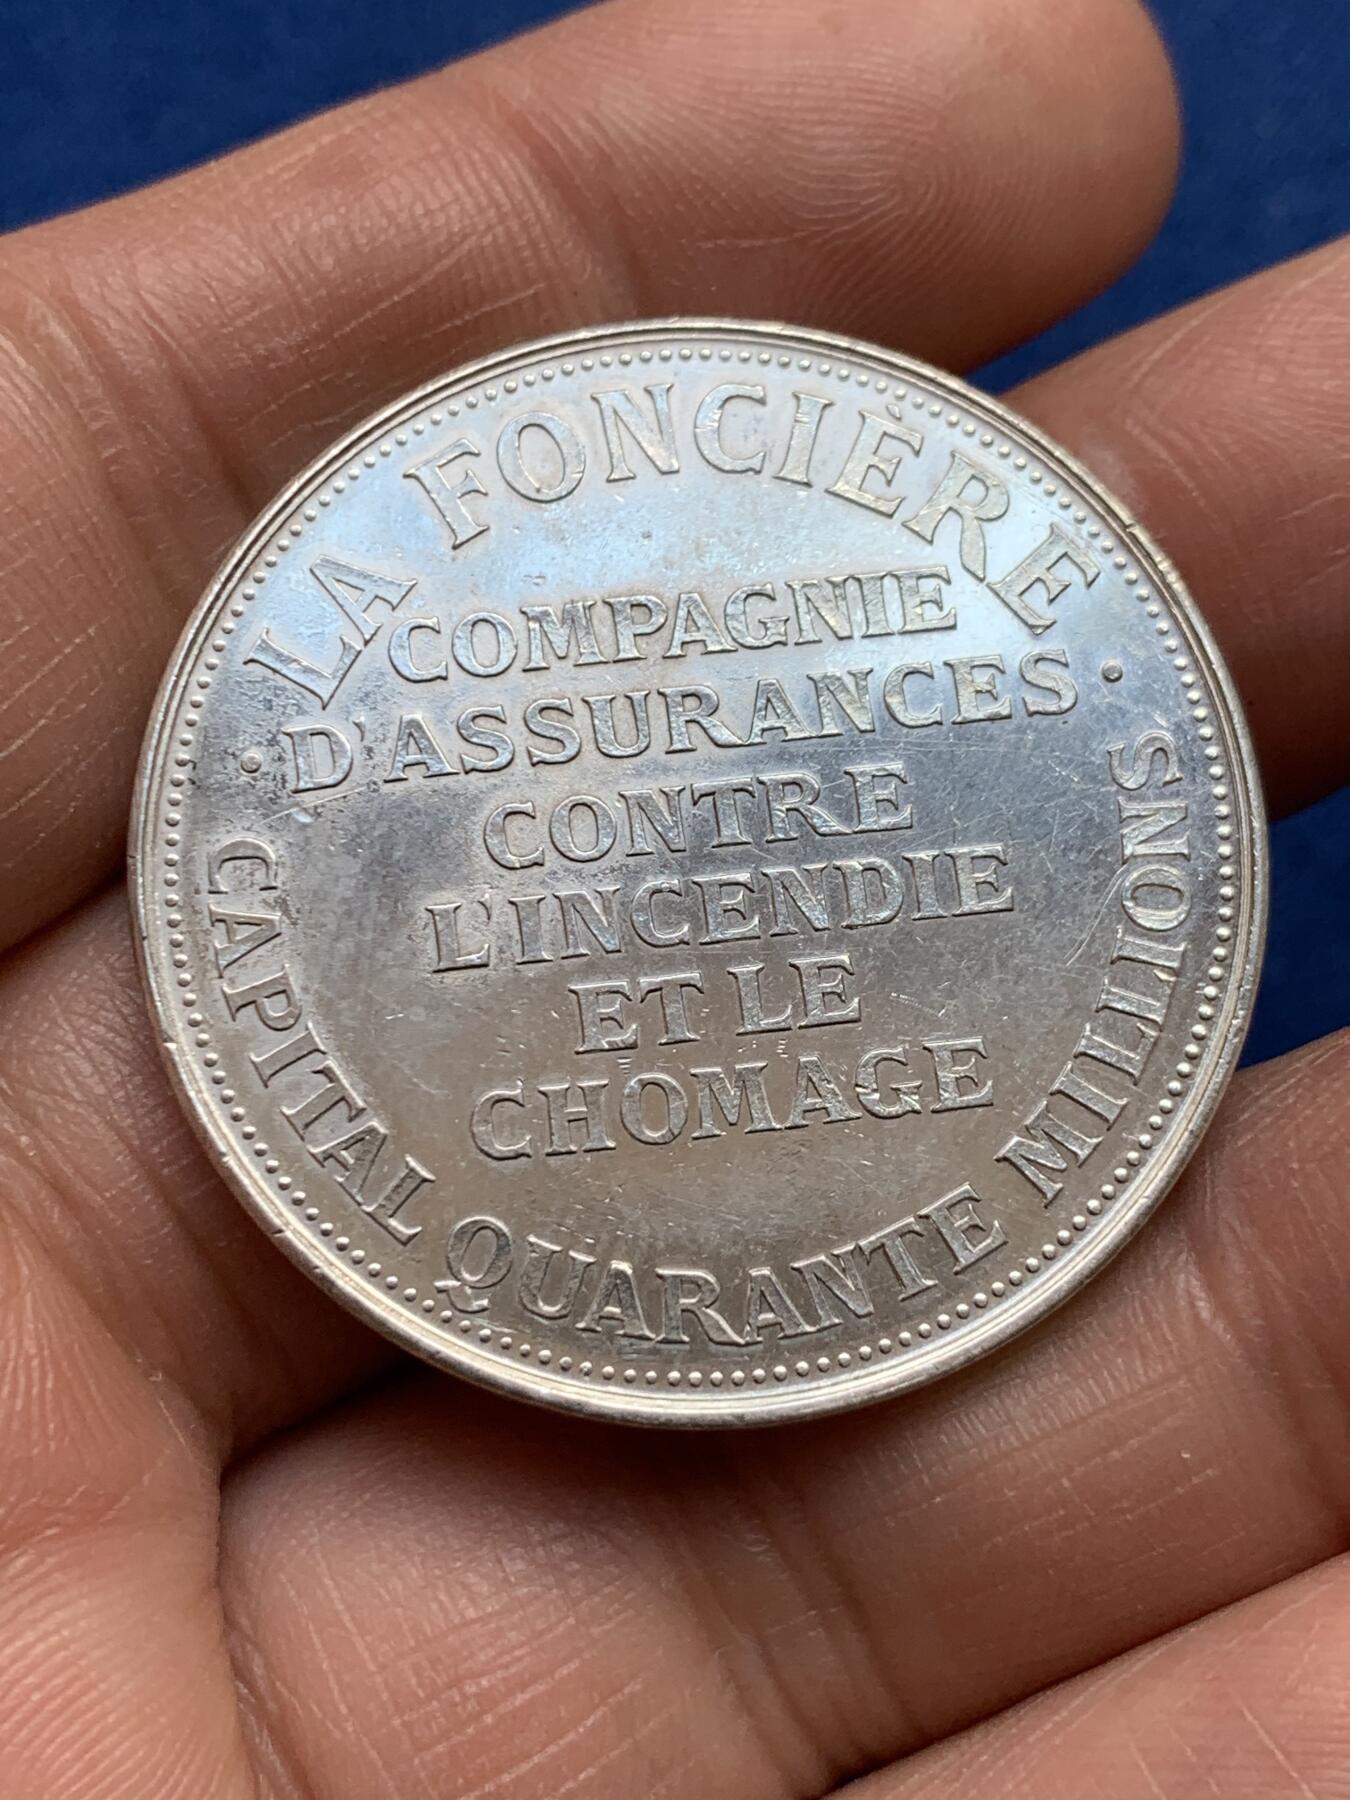 LA FONCIÈRE
COMPAGNIE
D'ASSURANCES
CONTRE
L'INCENDIE
ET LE
CHOMAGE
CAPITAL QUARANTE MILLIONS